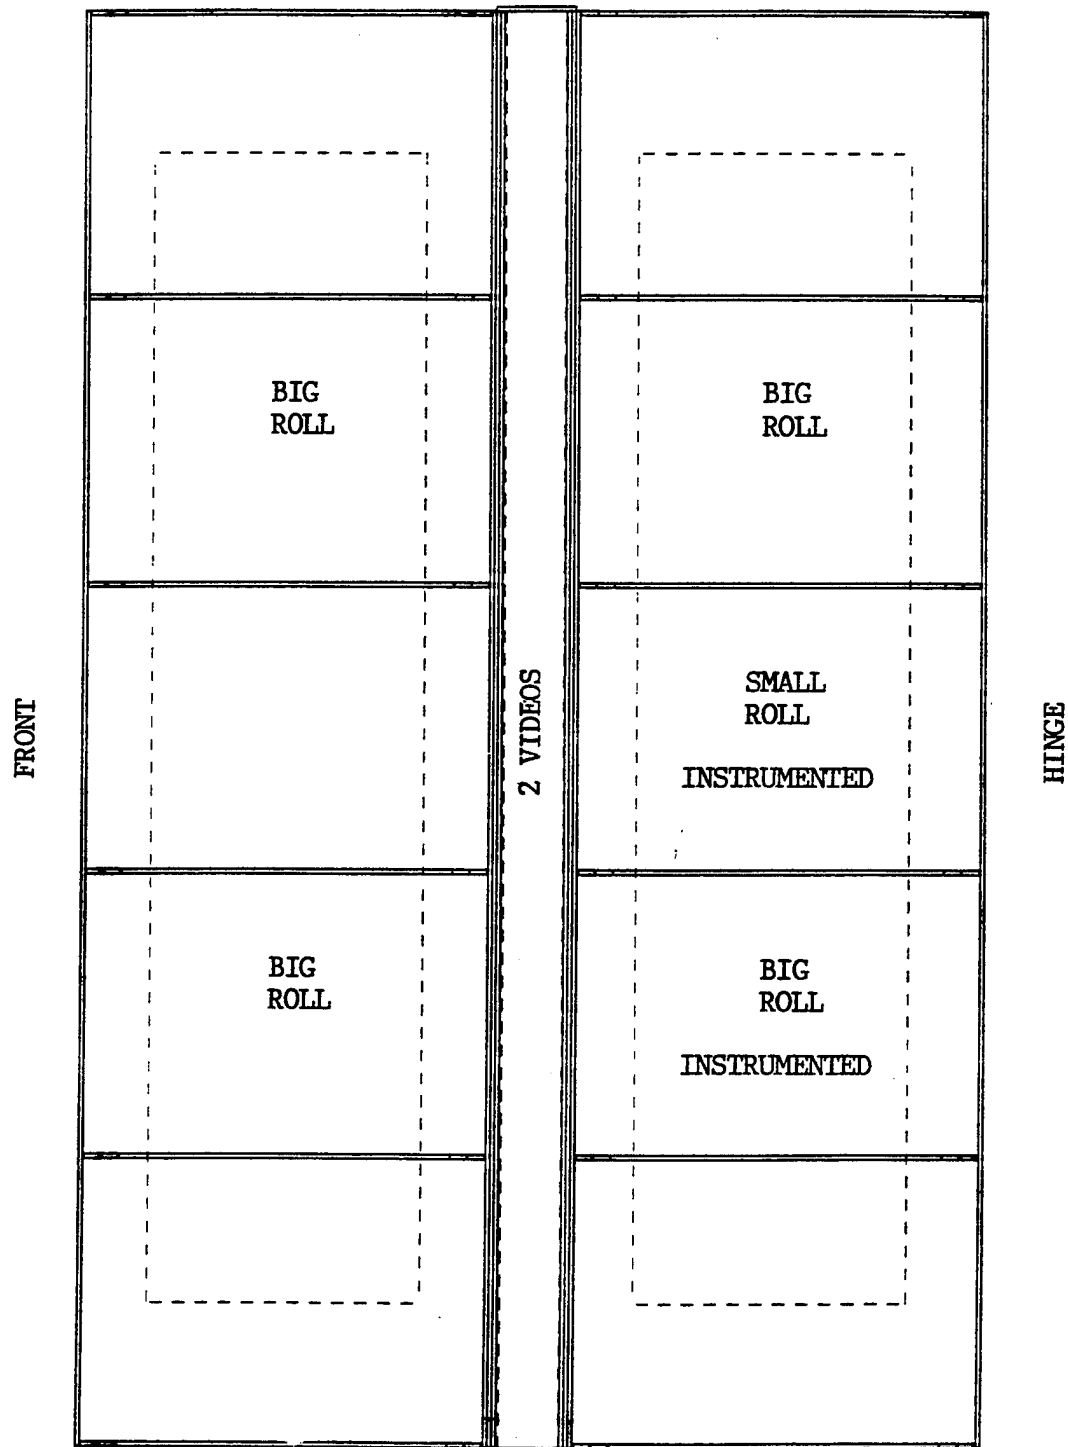 BIG
ROLL
BIG
ROLL
FRONT
2 VIDEOS
SMALL
ROLL
INSTRUMENTED
HINGE
BIG
ROLL
BIG
ROLL
INSTRUMENTED